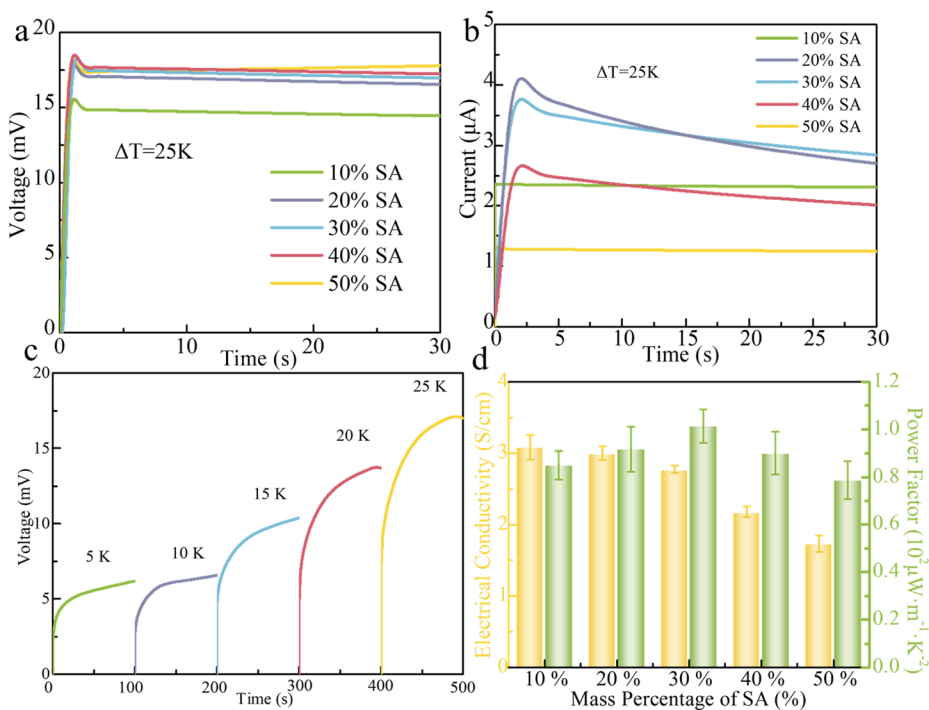 a
Voltage (mV)
20
15
10
5
0
ΔT=25K
10% SA
20% SA
30% SA
40% SA
50% SA
0
10
20
30
Time (s)
b
Current (μA)
5
4
3
2
1
0
ΔT=25K
10% SA
20% SA
30% SA
40% SA
50% SA
0
5
10
15
20
25
30
Time (s)
c
Voltage (mV)
20
15
10
5
0
5 K
10 K
15 K
20 K
25 K
0
100
200
300
400
500
Time (s)
d
Electrical Conductivity (S/cm)
4
3
2
1
0
Power Factor (10²μW·m⁻¹·K⁻²)
1.2
1.0
0.8
0.6
0.4
0.2
0.0
10 %
20 %
30 %
40 %
50 %
Mass Percentage of SA (%)